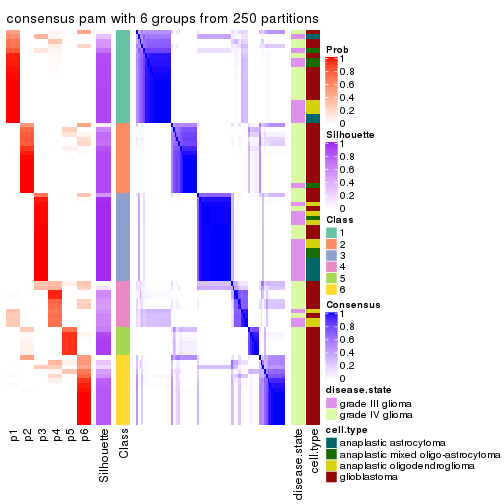 consensus pam with 6 groups from 250 partitions
Prob
1
0.8
0.6
0.4
0.2
0
Silhouette
1
0.8
0.6
0.4
0.2
0
Class
1
2
3
4
5
6
Consensus
1
0.8
0.6
0.4
0.2
0
disease.state
grade III glioma
grade IV glioma
cell.type
anaplastic astrocytoma
anaplastic mixed oligo-astrocytoma
anaplastic oligodendroglioma
glioblastoma
p1
p2
p3
p4
p5
p6
Silhouette
Class
disease.state
cell.type